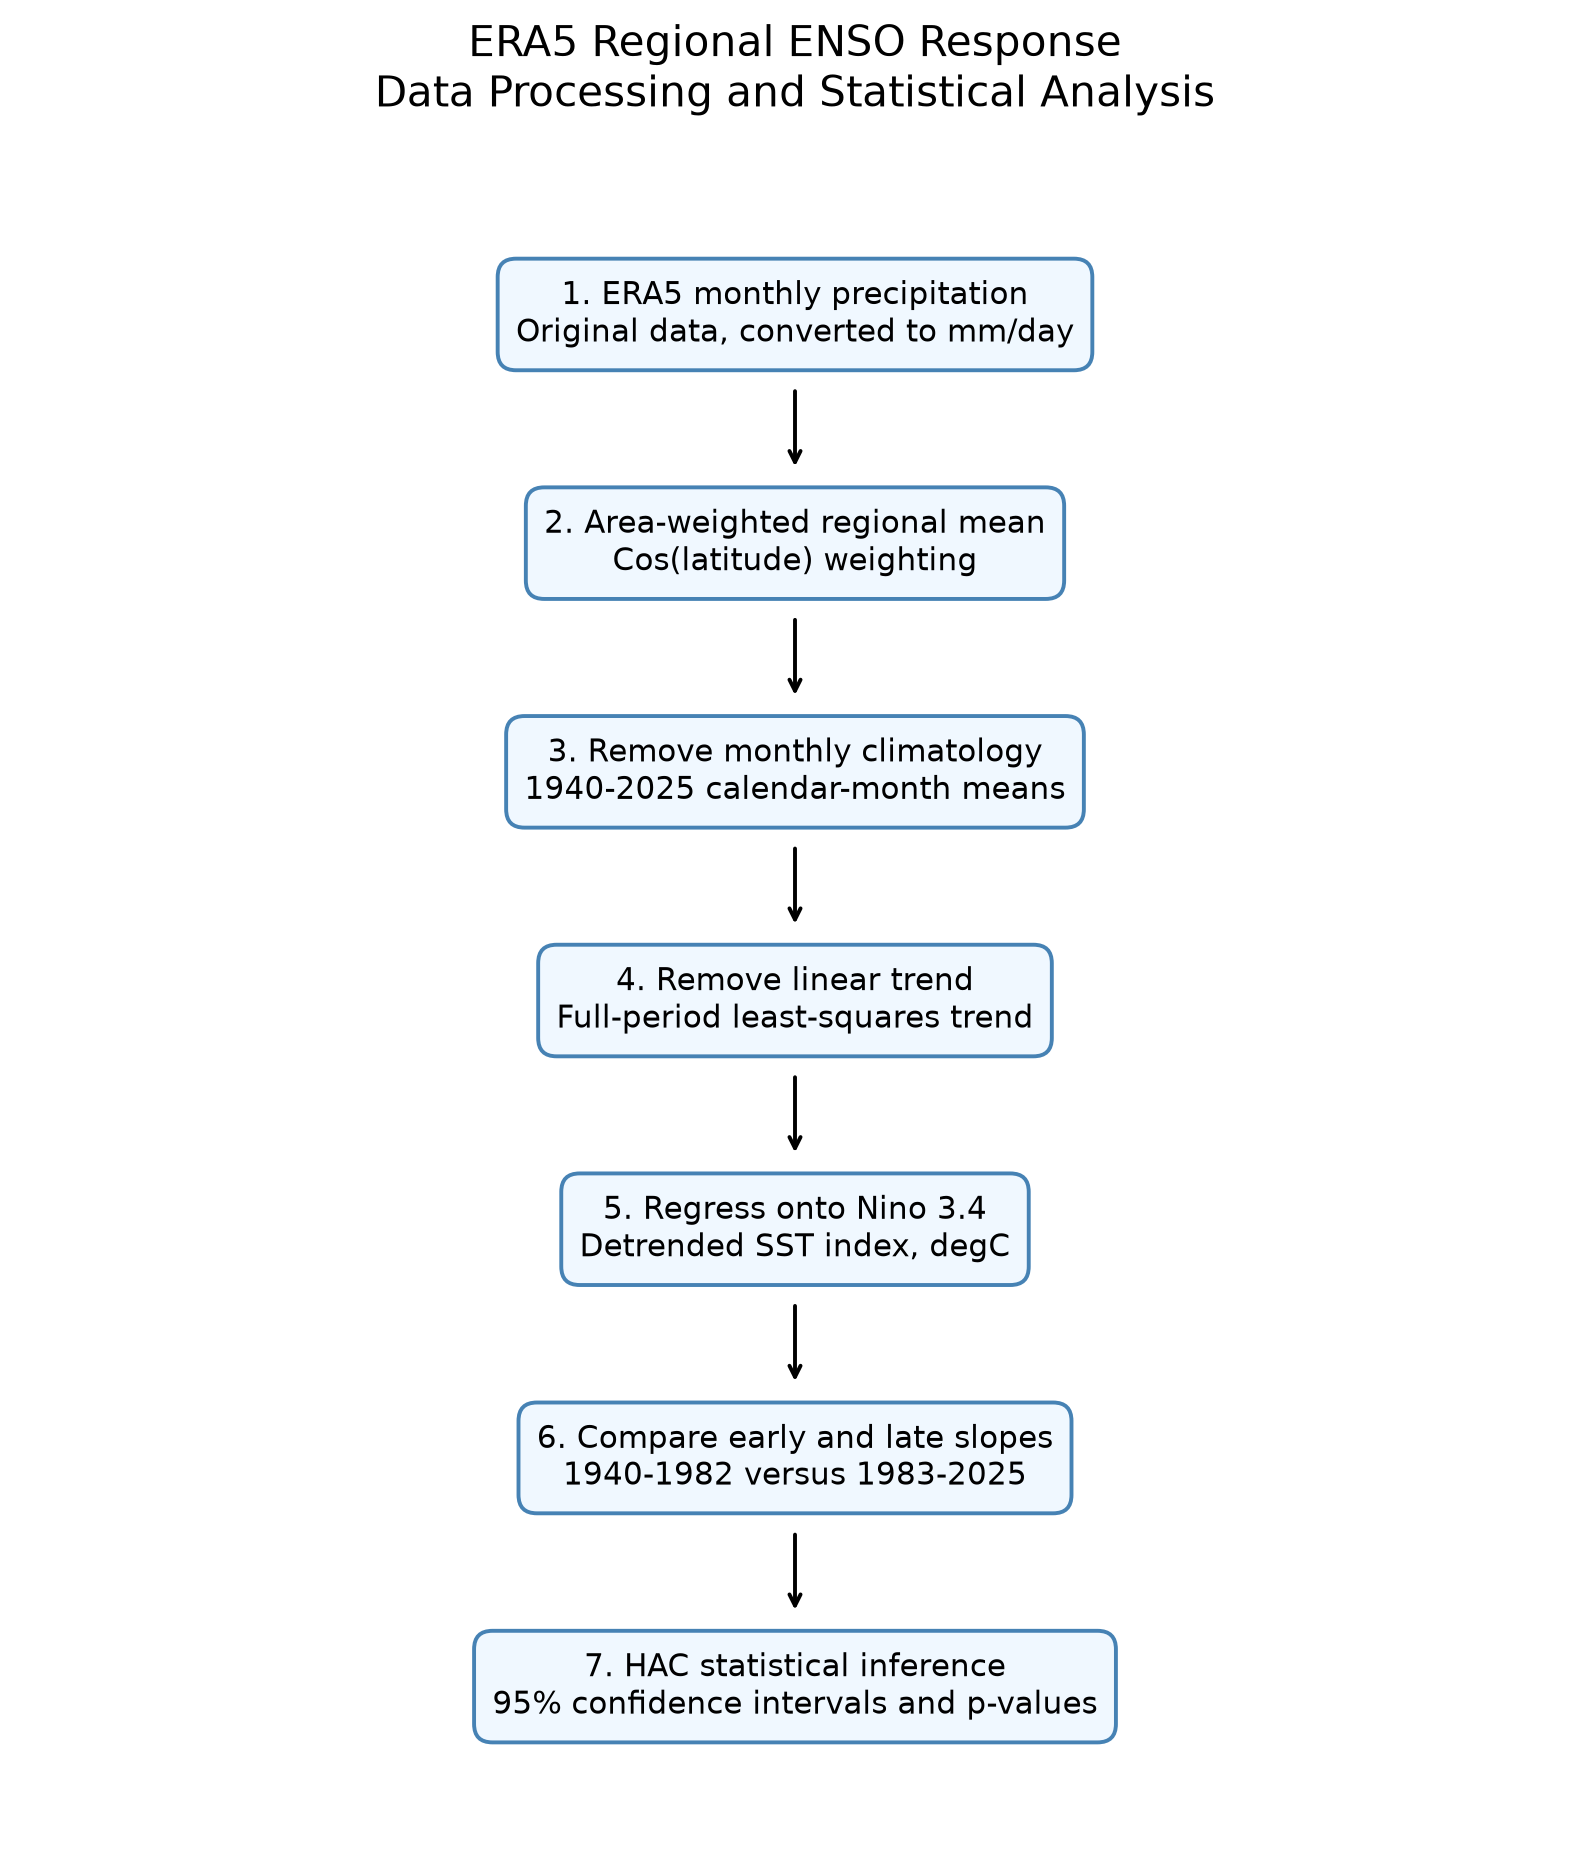 ERA5 Regional ENSO Response
Data Processing and Statistical Analysis
1. ERA5 monthly precipitation
Original data, converted to mm/day
2. Area-weighted regional mean
Cos(latitude) weighting
3. Remove monthly climatology
1940-2025 calendar-month means
4. Remove linear trend
Full-period least-squares trend
5. Regress onto Nino 3.4
Detrended SST index, degC
6. Compare early and late slopes
1940-1982 versus 1983-2025
7. HAC statistical inference
95% confidence intervals and p-values